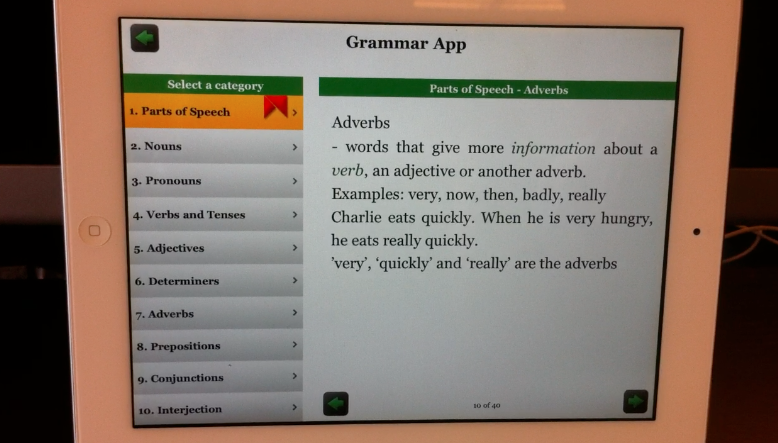 Grammar App
Select a category
1. Parts of Speech
2. Nouns
3. Pronouns
4. Verbs and Tenses
5. Adjectives
6. Determiners
7. Adverbs
8. Prepositions
9. Conjunctions
10. Interjection
Parts of Speech - Adverbs
Adverbs
- words that give more information about a
verb, an adjective or another adverb.
Examples: very, now, then, badly, really
Charlie eats quickly. When he is very hungry,
he eats really quickly.
’very’, ‘quickly’ and ‘really’ are the adverbs
10 of 40